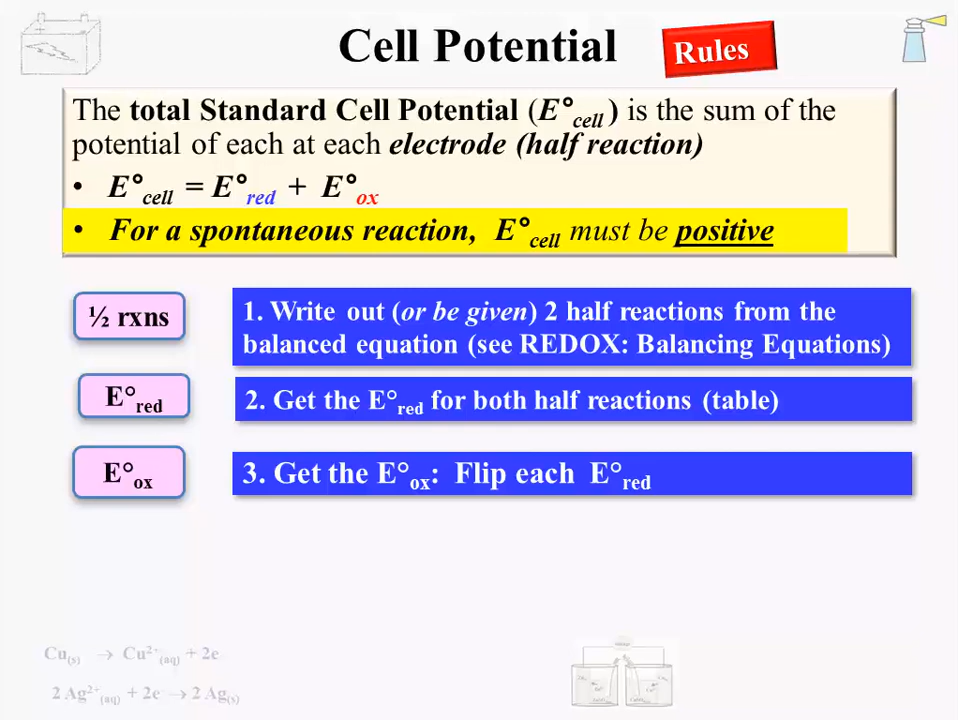 Cell Potential
Rules
The total Standard Cell Potential (E°cell ) is the sum of the
potential of each at each electrode (half reaction)
• E°cell = E°red + E°ox
• For a spontaneous reaction, E°cell must be positive
½ rxns
1. Write out (or be given) 2 half reactions from the
balanced equation (see REDOX: Balancing Equations)
E°red
2. Get the E°red for both half reactions (table)
E°ox
3. Get the E°ox: Flip each E°red
Cu(s) → Cu²⁺(aq) + 2e
2 Ag²⁺(aq) + 2e → 2 Ag(s)